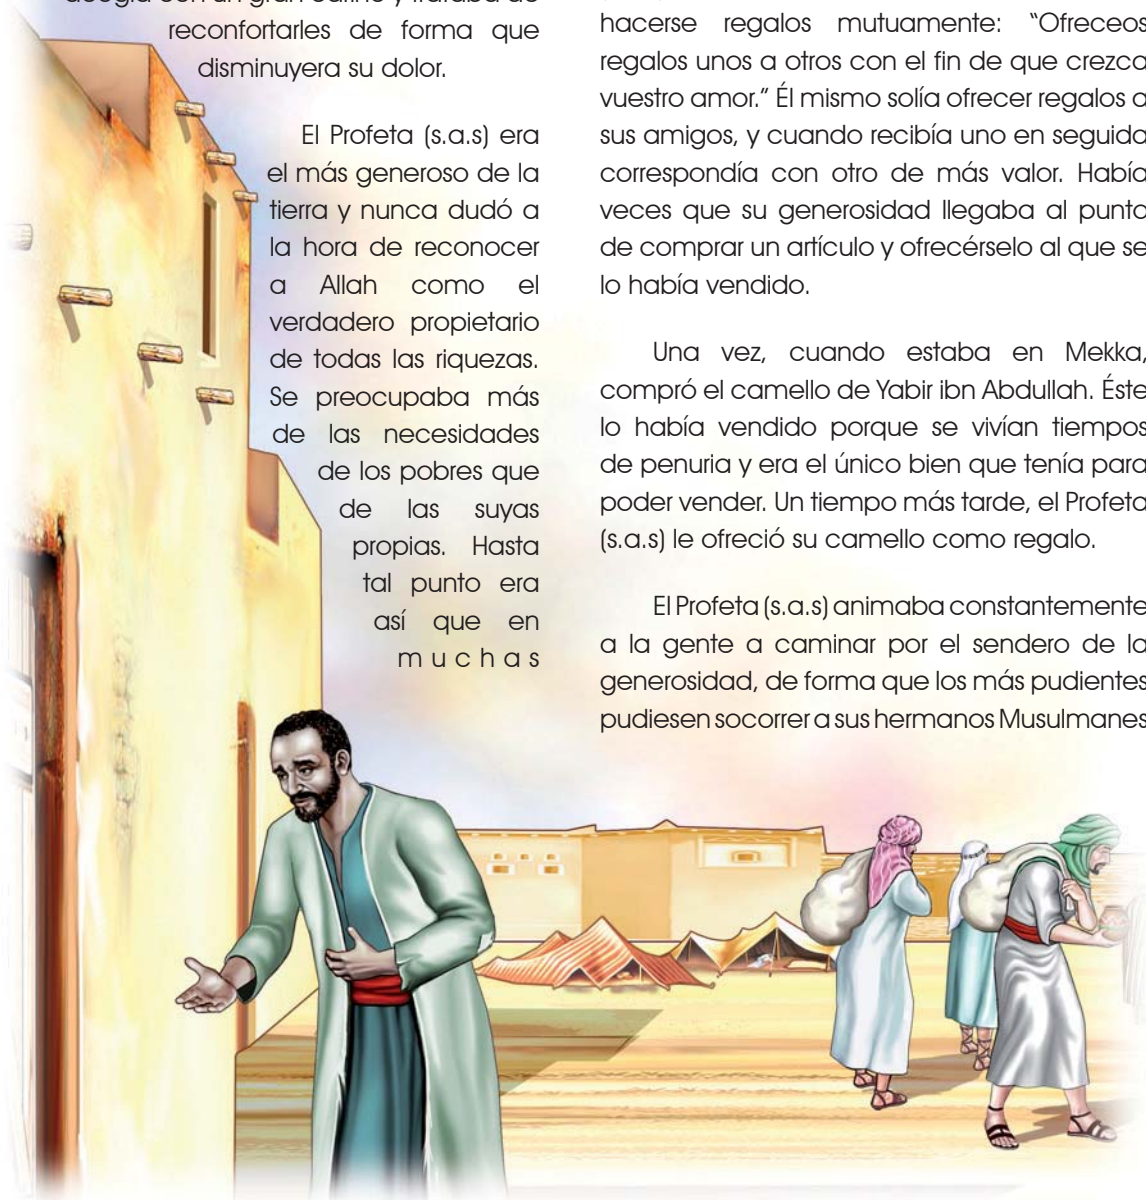 reconfortarles de forma que
disminuyera su dolor.
El Profeta (s.a.s) era
el más generoso de la
tierra y nunca dudó a
la hora de reconocer
a Allah como el
verdadero propietario
de todas las riquezas.
Se preocupaba más
de las necesidades
de los pobres que
de las suyas
propias. Hasta
tal punto era
así que en
muchas
hacerse regalos mutuamente: “Ofreceos
regalos unos a otros con el fin de que crezca
vuestro amor.” Él mismo solía ofrecer regalos a
sus amigos, y cuando recibía uno en seguida
correspondía con otro de más valor. Había
veces que su generosidad llegaba al punto
de comprar un artículo y ofrecérselo al que se
lo había vendido.
Una vez, cuando estaba en Mekka,
compró el camello de Yabir ibn Abdullah. Éste
lo había vendido porque se vivían tiempos
de penuria y era el único bien que tenía para
poder vender. Un tiempo más tarde, el Profeta
(s.a.s) le ofreció su camello como regalo.
El Profeta (s.a.s) animaba constantemente
a la gente a caminar por el sendero de la
generosidad, de forma que los más pudientes
pudiesen socorrer a sus hermanos Musulmanes